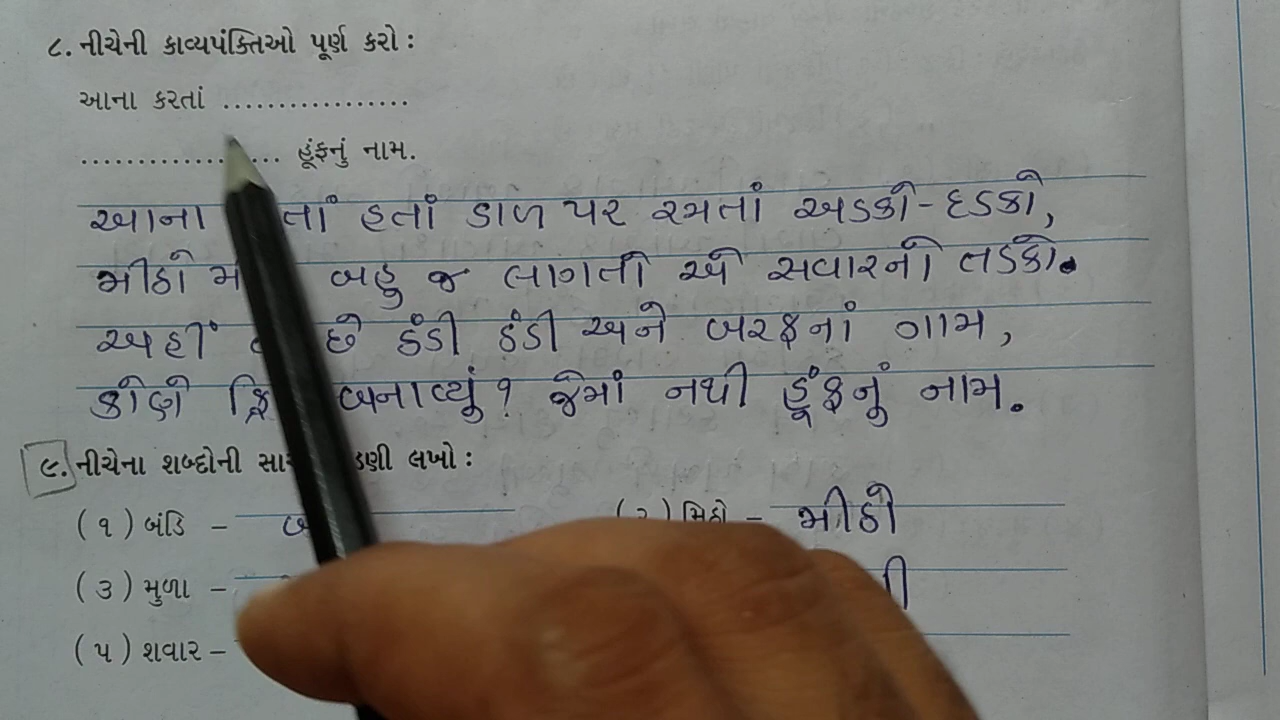 ૮. નીચેની કાવ્યપંક્તિઓ પૂર્ણ કરો :
આના કરતાં .................
.................. હૂંફનું નામ.
આના તાં હતાં ડાળ પર રમતાં અડકો-દડકો,
મીઠો મ બહુ જ લાગતો એ સવારનો તડકો.
અહીં છે ઠંડી ઠંડી અને બરફનાં ગામ,
કોણે ફ્રિ બનાવ્યું? જેમાં નથી હૂંફનું નામ.
૯. નીચેના શબ્દોની સા ડણી લખો :
(૧) બંડિ – (૨) મિઠો – મીઠો
(૩) મુળા –
(૫) શવાર –